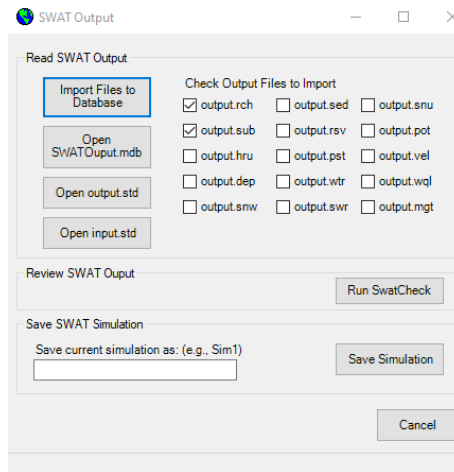 SWAT Output
Read SWAT Output
Import Files to
Database
Check Output Files to Import
output.rch output.sed output.snu
output.sub output.rsv output.pot
Open
SWATOuput.mdb
output.hru output.pst output.vel
output.dep output.wtr output.wql
Open output.std
output.snw output.swr output.mgt
Open input.std
Review SWAT Ouput
Run SwatCheck
Save SWAT Simulation
Save current simulation as: (e.g., Sim1)
Save Simulation
Cancel